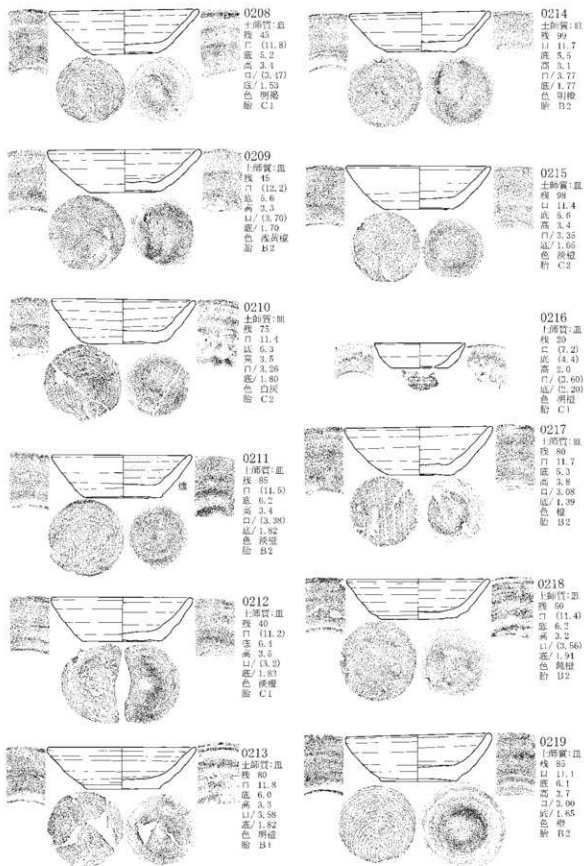 0208
土師質:皿
残 45
口 (11.8)
底 5.2
高 3.4
口/ (3.47)
底/ 1.53
色 明褐
胎 C1
0209
土師質:皿
残 45
口 (12.2)
底 5.6
高 3.3
口/ (3.70)
底/ 1.70
色 浅黄橙
胎 B2
0210
土師質:皿
残 75
口 11.4
底 6.3
高 3.5
口/ 3.26
底/ 1.80
色 白灰
胎 C2
0211
土師質:皿
残 85
口 (11.5)
底 6.2
高 3.4
口/ (3.38)
底/ 1.82
色 淡橙
胎 B2
0212
土師質:皿
残 40
口 (11.2)
底 6.4
高 3.5
口/ (3.2)
底/ 1.83
色 淡橙
胎 C1
0213
土師質:皿
残 80
口 11.8
底 6.0
高 3.3
口/ 3.58
底/ 1.82
色 明橙
胎 B1
0214
土師質:皿
残 99
口 11.7
底 5.5
高 3.1
口/ 3.77
底/ 1.77
色 明橙
胎 B2
0215
土師質:皿
残 98
口 11.4
底 5.6
高 3.4
口/ 3.35
底/ 1.65
色 淡橙
胎 C2
0216
土師質:皿
残 20
口 (7.2)
底 (4.4)
高 2.0
口/ (3.60)
底/ (2.20)
色 明橙
胎 C1
0217
土師質:皿
残 80
口 11.7
底 5.3
高 3.8
口/ 3.08
底/ 1.39
色 橙
胎 B2
0218
土師質:皿
残 50
口 (11.4)
底 6.2
高 3.2
口/ (3.56)
底/ 1.94
色 橙
胎 B2
0219
土師質:皿
残 85
口 11.1
底 6.1
高 3.7
口/ 3.00
底/ 1.65
色 橙
胎 B2